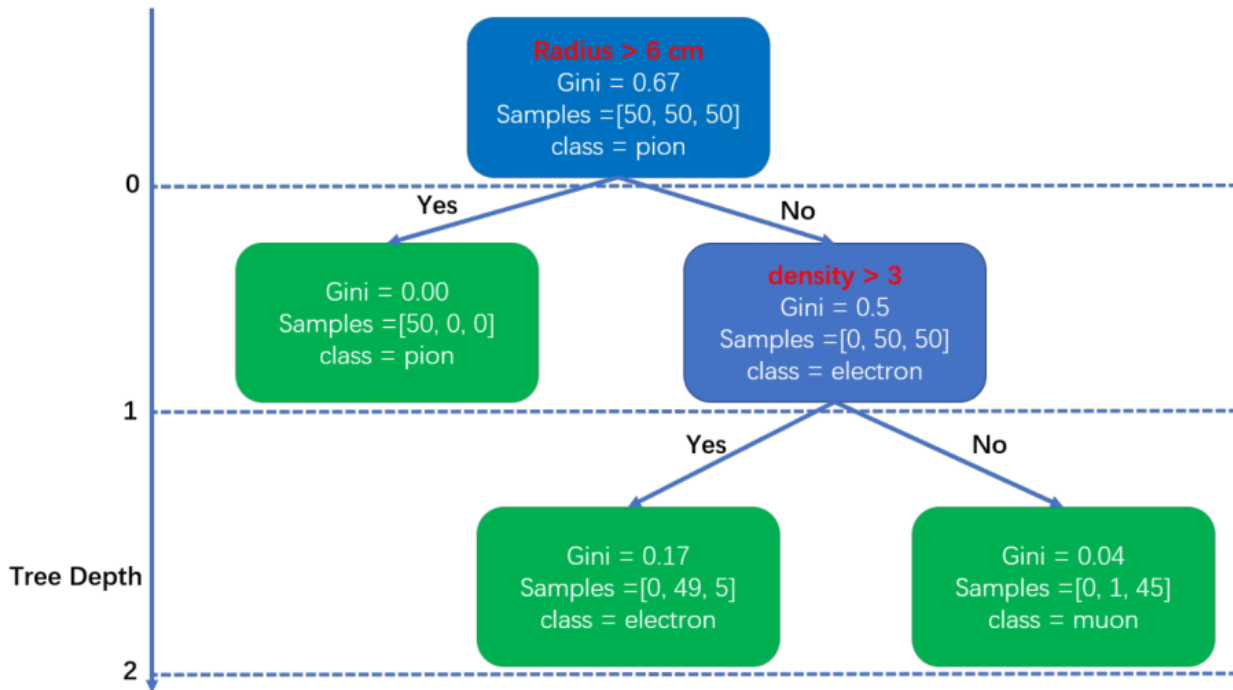 Radius > 6 cm
Gini = 0.67
Samples =[50, 50, 50]
class = pion
0
Yes
No
Gini = 0.00
Samples =[50, 0, 0]
class = pion
density > 3
Gini = 0.5
Samples =[0, 50, 50]
class = electron
1
Yes
No
Gini = 0.17
Samples =[0, 49, 5]
class = electron
Gini = 0.04
Samples =[0, 1, 45]
class = muon
Tree Depth
2